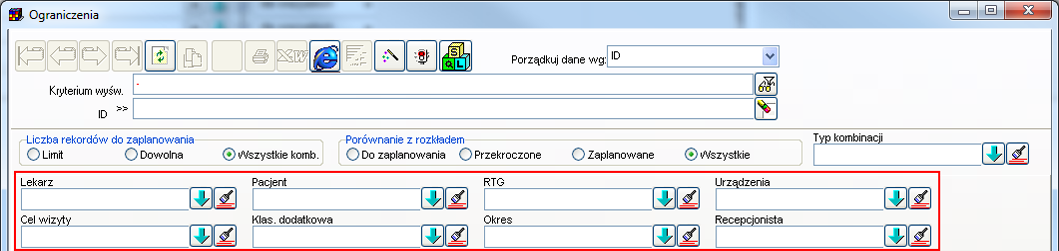 Ograniczenia
Porządkuj dane wg: ID
Kryterium wyśw. -
ID >>
Liczba rekordów do zaplanowania Porównanie z rozkładem Typ kombinacji
Limit Dowolna Wszystkie komb. Do zaplanowania Przekroczone Zaplanowane Wszystkie
Lekarz Pacjent RTG Urządzenia
Cel wizyty Klas. dodatkowa Okres Recepcjonista